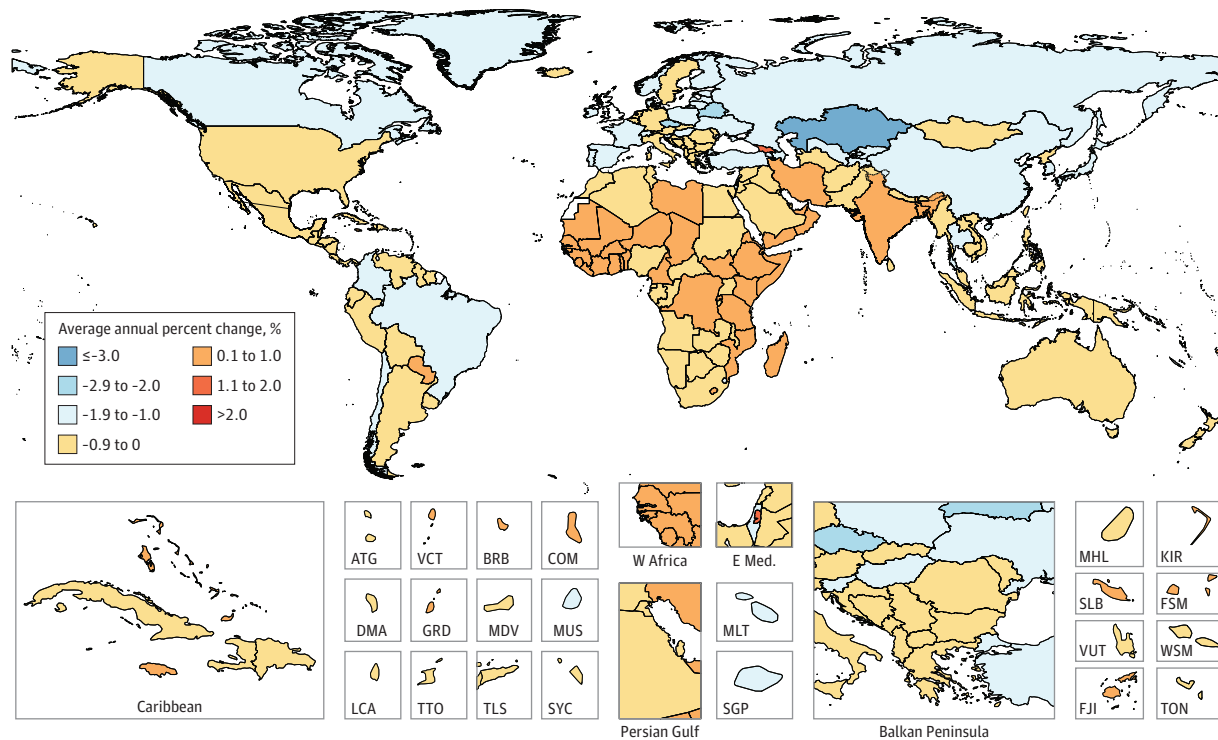 Average annual percent change, %
≤–3.0
0.1 to 1.0
–2.9 to –2.0
1.1 to 2.0
–1.9 to –1.0
>2.0
–0.9 to 0
Caribbean
ATG
VCT
BRB
COM
DMA
GRD
MDV
MUS
LCA
TTO
TLS
SYC
W Africa
E Med.
Persian Gulf
MLT
SGP
Balkan Peninsula
MHL
KIR
SLB
FSM
VUT
WSM
FJI
TON